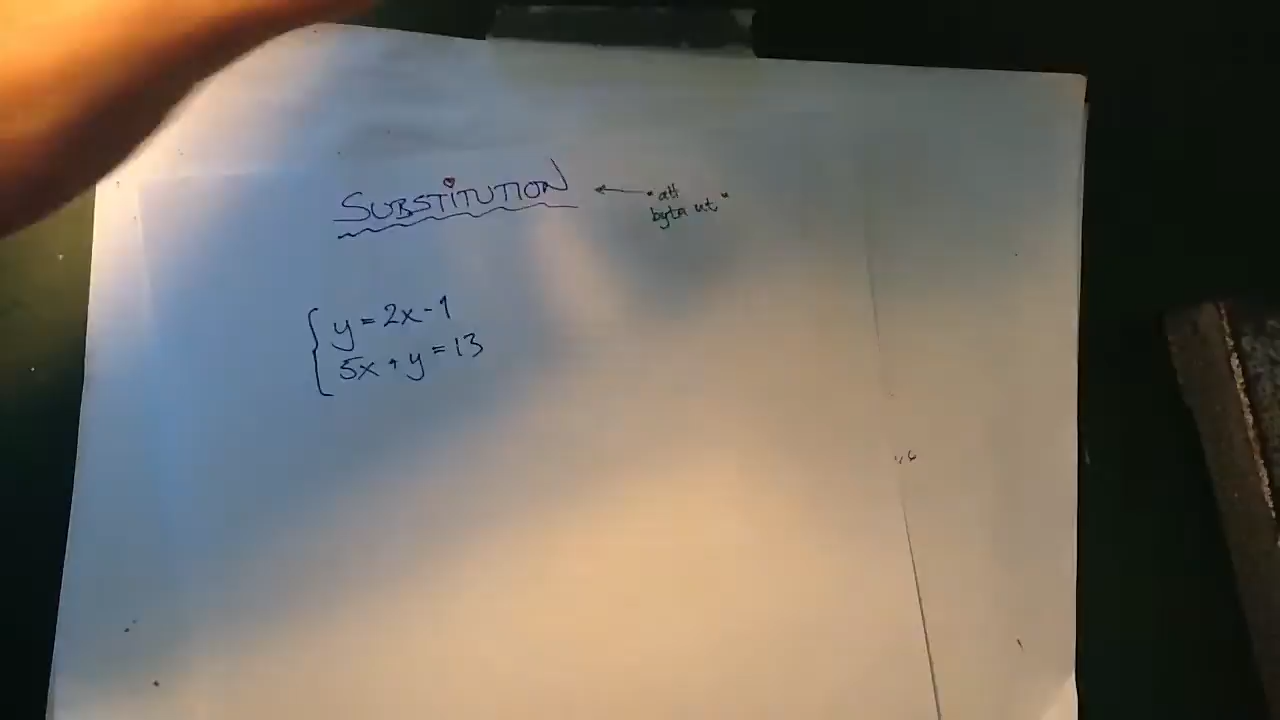 SUBSTITUTION
"att
byta ut"
y = 2x - 1
5x + y = 13